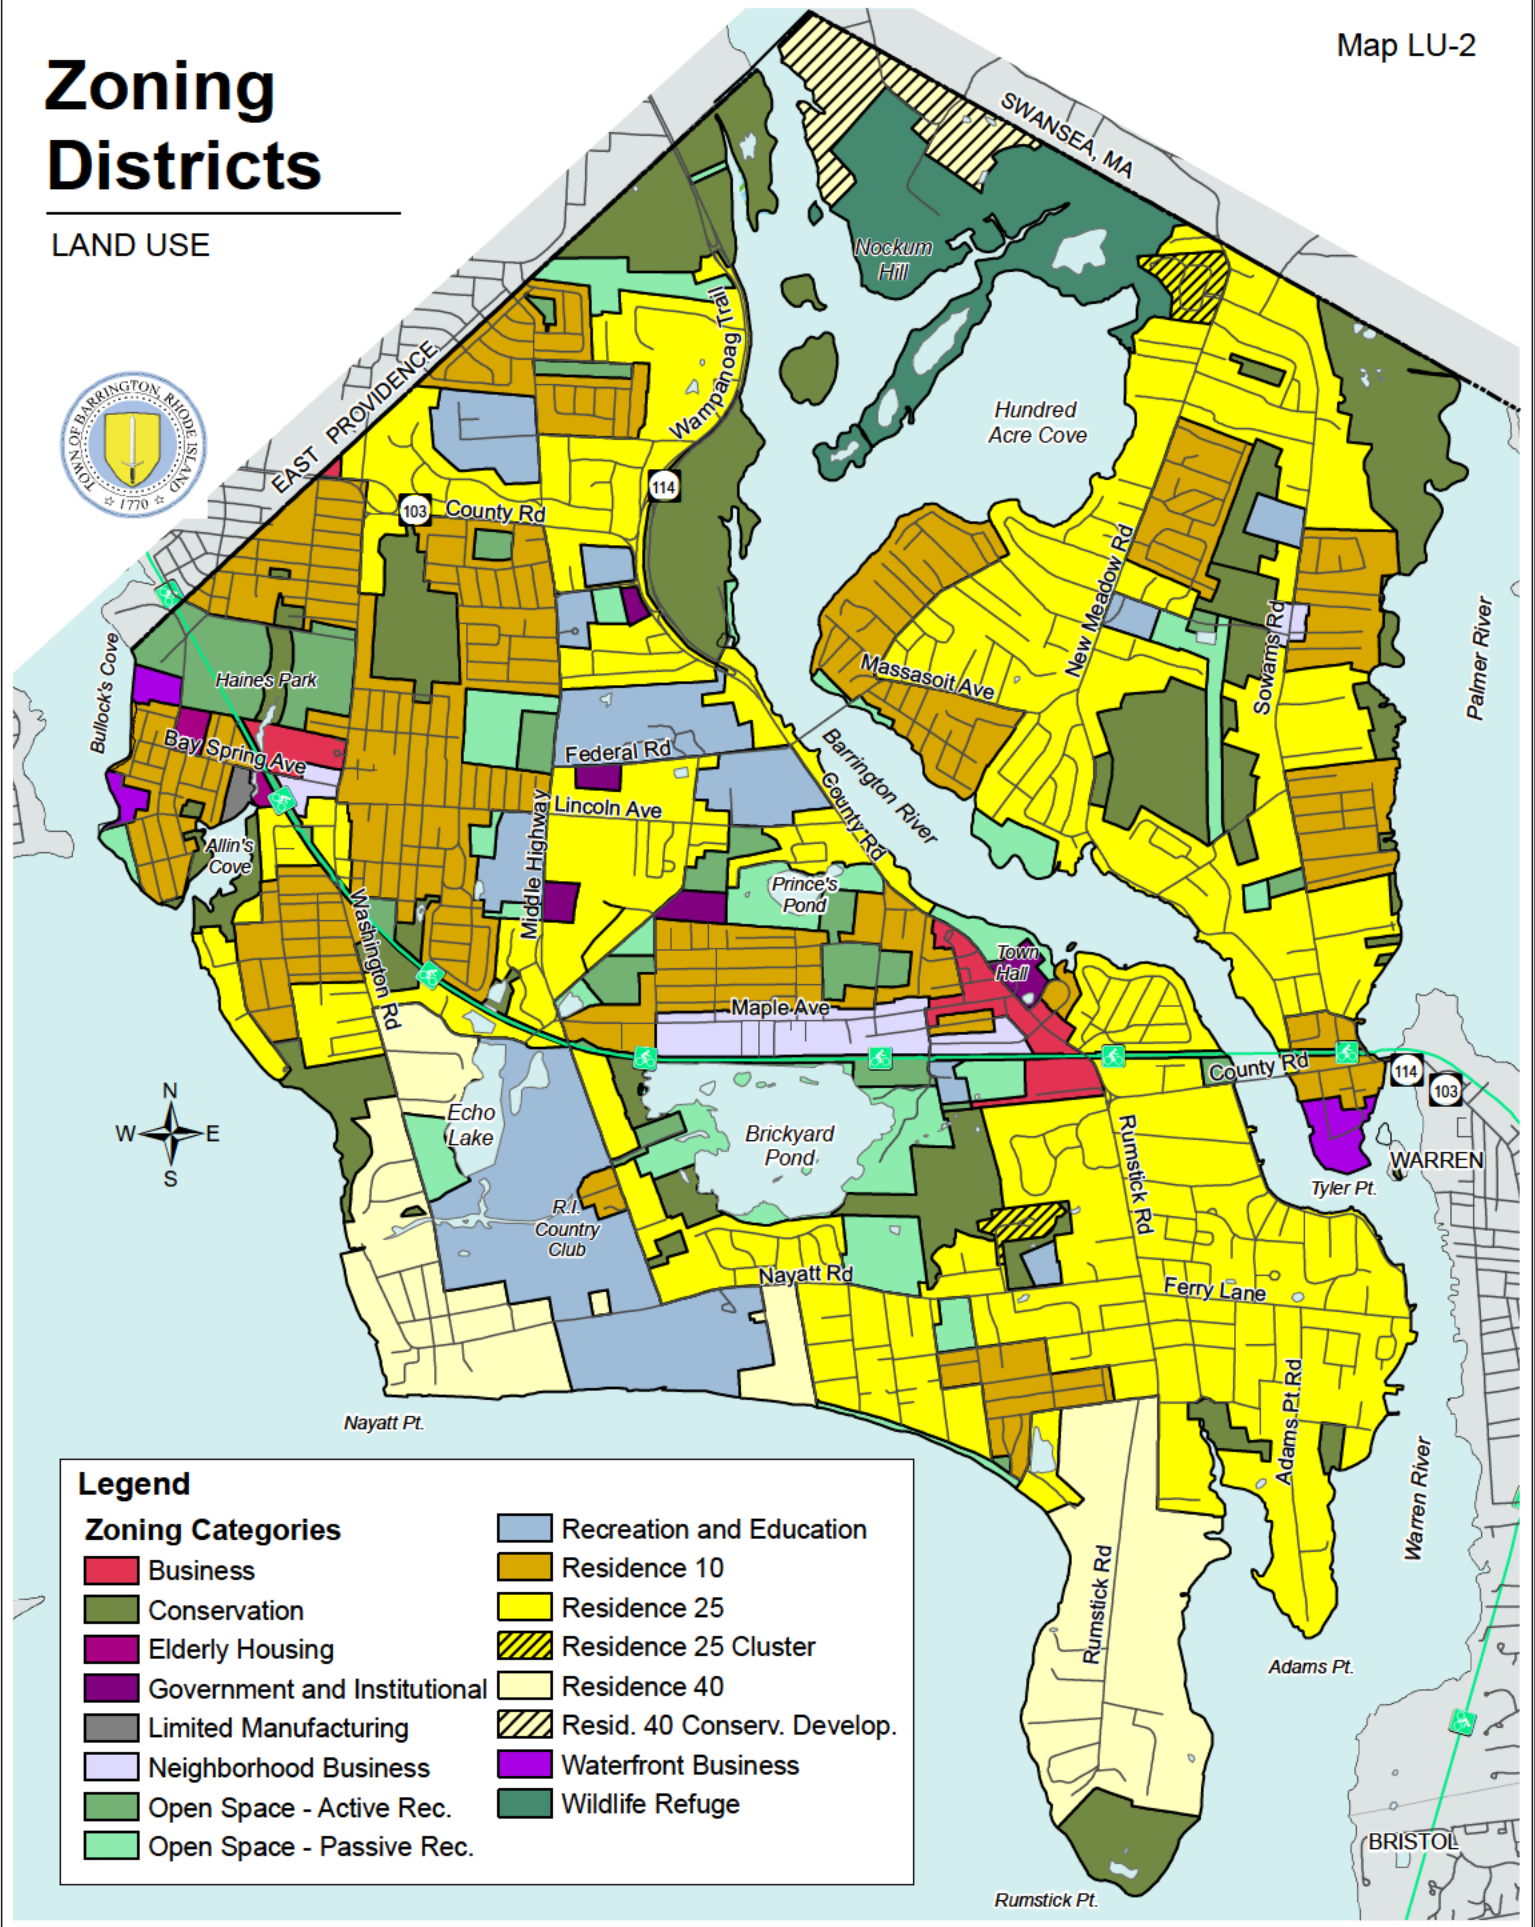 Zoning
Districts
LAND USE
Map LU-2
SWANSEA, MA
Nockum
Hill
Wampanoag Trail
EAST PROVIDENCE
TOWN OF BARRINGTON, RHODE ISLAND
☆ 1770 ☆
Hundred
Acre Cove
114
103
County Rd
New Meadow Rd
Sowams Rd
Palmer River
Bullock's Cove
Haines Park
Massasoit Ave
Bay Spring Ave
Federal Rd
Barrington River
County Rd
Lincoln Ave
Middle Highway
Allin's
Cove
Prince's
Pond
Washington Rd
Town
Hall
Maple Ave
County Rd
114
103
N
W
E
S
Echo
Lake
Brickyard
Pond
Rumstick Rd
WARREN
Tyler Pt.
R.I.
Country
Club
Nayatt Rd
Ferry Lane
Adams Pt Rd
Nayatt Pt.
Warren River
Rumstick Rd
Adams Pt.
BRISTOL
Rumstick Pt.
Legend
Zoning Categories
Business
Conservation
Elderly Housing
Government and Institutional
Limited Manufacturing
Neighborhood Business
Open Space - Active Rec.
Open Space - Passive Rec.
Recreation and Education
Residence 10
Residence 25
Residence 25 Cluster
Residence 40
Resid. 40 Conserv. Develop.
Waterfront Business
Wildlife Refuge